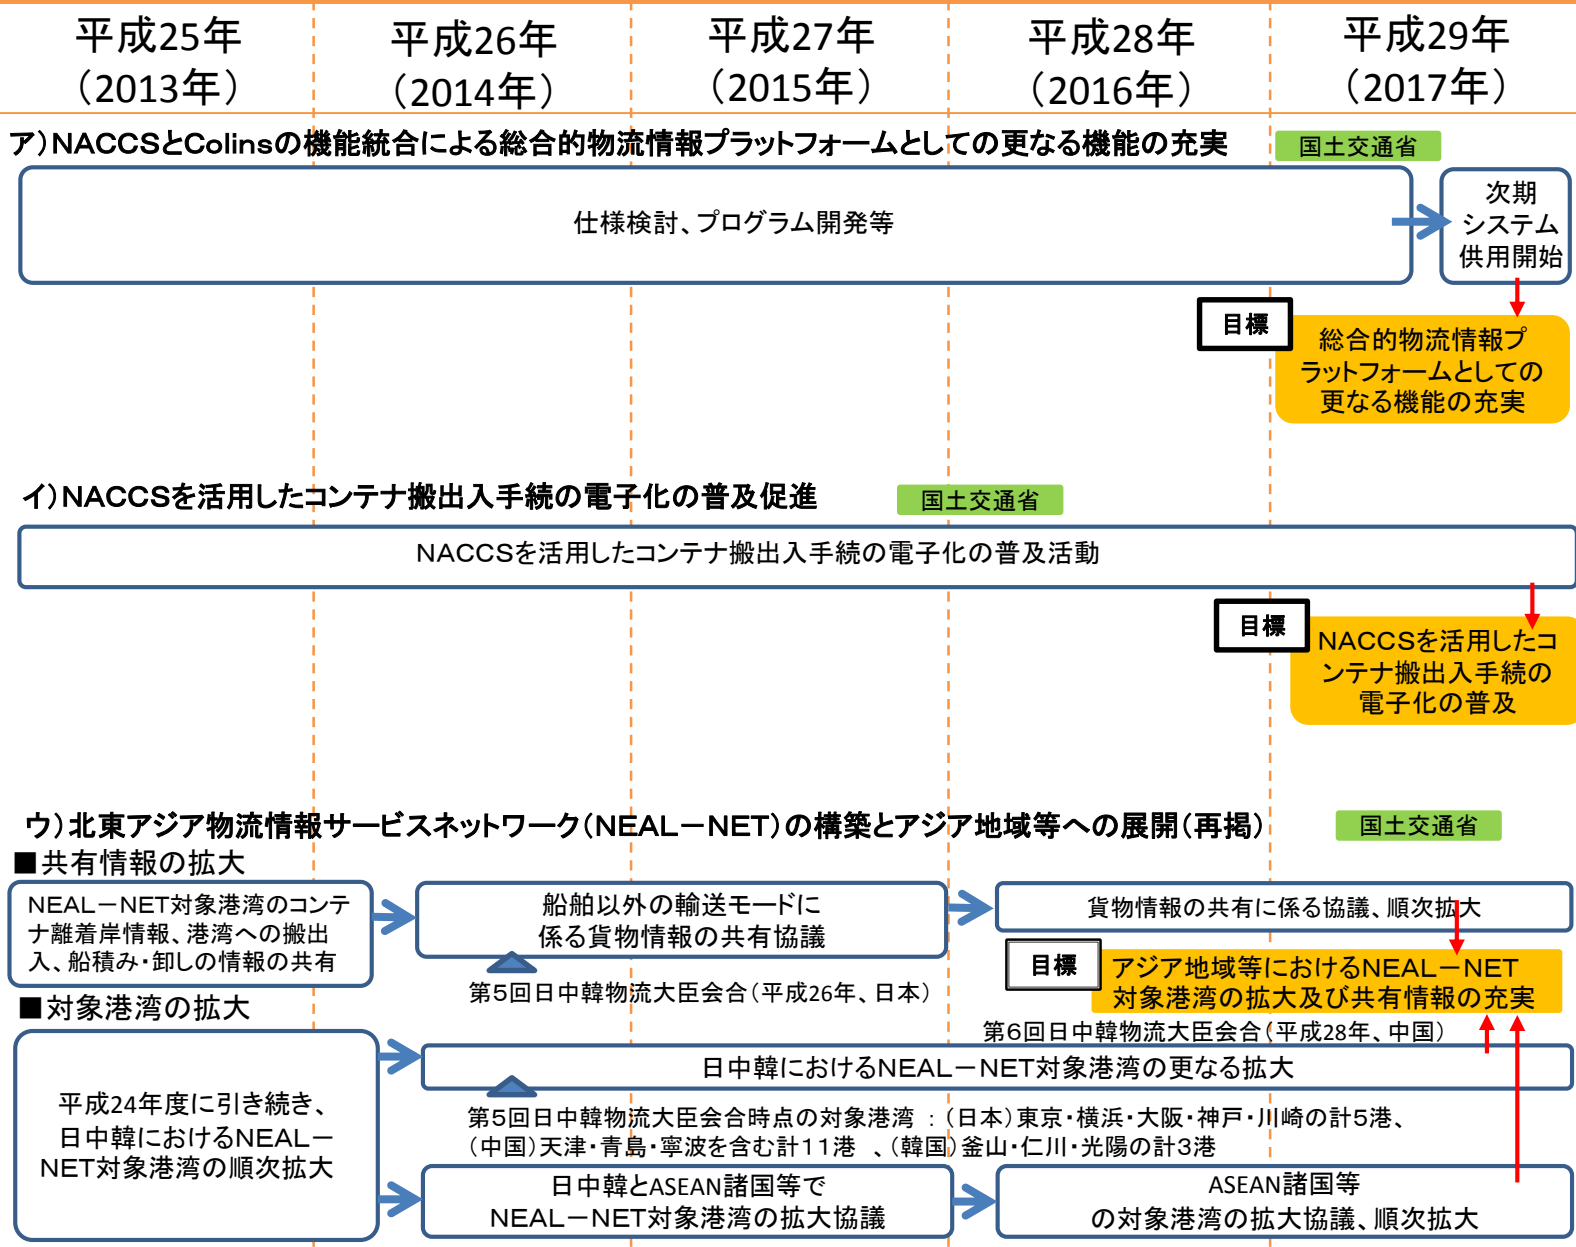 平成25年
（2013年）
平成26年
（2014年）
平成27年
（2015年）
平成28年
（2016年）
平成29年
（2017年）
ア）NACCSとColinsの機能統合による総合的物流情報プラットフォームとしての更なる機能の充実
国土交通省
仕様検討、プログラム開発等
次期
システム
供用開始
目標
総合的物流情報プ
ラットフォームとしての
更なる機能の充実
イ）NACCSを活用したコンテナ搬出入手続の電子化の普及促進
国土交通省
NACCSを活用したコンテナ搬出入手続の電子化の普及活動
目標
NACCSを活用したコ
ンテナ搬出入手続の
電子化の普及
ウ）北東アジア物流情報サービスネットワーク（NEAL－NET）の構築とアジア地域等への展開（再掲）
国土交通省
■共有情報の拡大
NEAL－NET対象港湾のコンテ
ナ離着岸情報、港湾への搬出
入、船積み・卸しの情報の共有
船舶以外の輸送モードに
係る貨物情報の共有協議
貨物情報の共有に係る協議、順次拡大
第5回日中韓物流大臣会合（平成26年、日本）
目標
アジア地域等におけるNEAL－NET
対象港湾の拡大及び共有情報の充実
■対象港湾の拡大
第6回日中韓物流大臣会合（平成28年、中国）
平成24年度に引き続き、
日中韓におけるNEAL－
NET対象港湾の順次拡大
日中韓におけるNEAL－NET対象港湾の更なる拡大
第5回日中韓物流大臣会合時点の対象港湾 ：（日本）東京・横浜・大阪・神戸・川崎の計5港、
（中国）天津・青島・寧波を含む計11港 、（韓国）釜山・仁川・光陽の計3港
日中韓とASEAN諸国等で
NEAL－NET対象港湾の拡大協議
ASEAN諸国等
の対象港湾の拡大協議、順次拡大